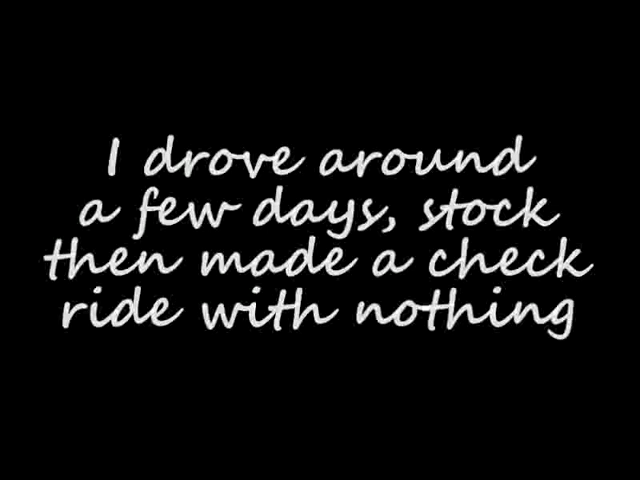 I drove around
a few days, stock
then made a check
ride with nothing